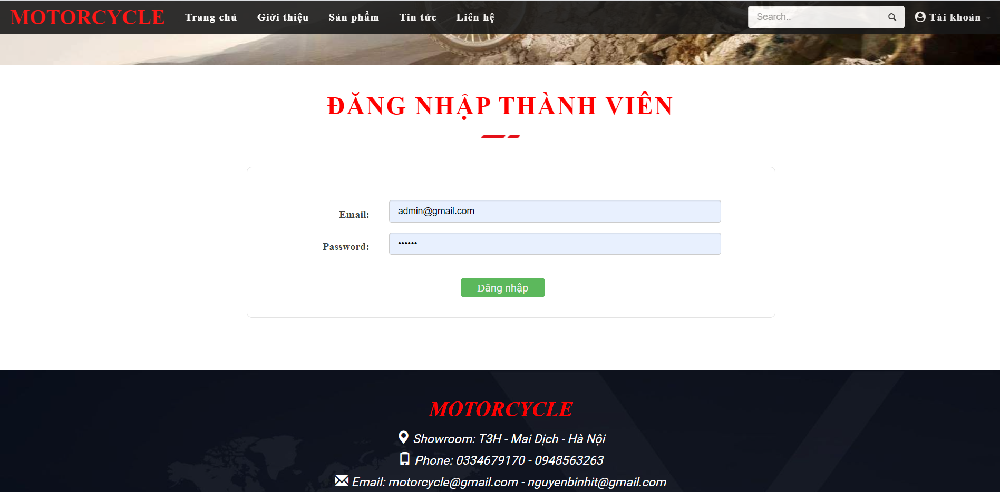 MOTORCYCLE Trang chủ Giới thiệu Sản phẩm Tin tức Liên hệ Search.. Tài khoản
ĐĂNG NHẬP THÀNH VIÊN
Email: admin@gmail.com
Password: ••••••
Đăng nhập
MOTORCYCLE
Showroom: T3H - Mai Dịch - Hà Nội
Phone: 0334679170 - 0948563263
Email: motorcycle@gmail.com - nguyenbinhit@gmail.com